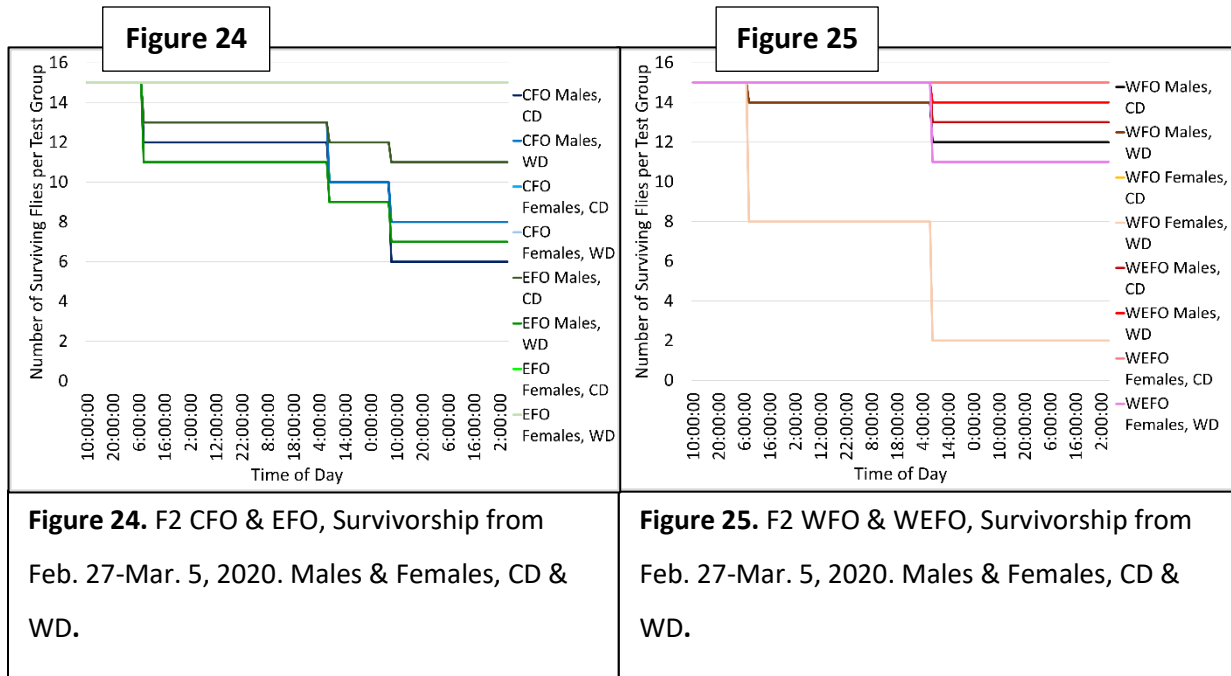 Figure 24
Number of Surviving Flies per Test Group
16
14
12
10
8
6
4
2
0
10:00:00
20:00:00
6:00:00
16:00:00
2:00:00
12:00:00
22:00:00
8:00:00
18:00:00
4:00:00
14:00:00
0:00:00
10:00:00
20:00:00
6:00:00
16:00:00
2:00:00
Time of Day
CFO Males,
CD
CFO Males,
WD
CFO
Females, CD
CFO
Females, WD
EFO Males,
CD
EFO Males,
WD
EFO
Females, CD
EFO
Females, WD
Figure 25
Number of Surviving Flies per Test Group
16
14
12
10
8
6
4
2
0
10:00:00
20:00:00
6:00:00
16:00:00
2:00:00
12:00:00
22:00:00
8:00:00
18:00:00
4:00:00
14:00:00
0:00:00
10:00:00
20:00:00
6:00:00
16:00:00
2:00:00
Time of Day
WFO Males,
CD
WFO Males,
WD
WFO Females,
CD
WFO Females,
WD
WEFO Males,
CD
WEFO Males,
WD
WEFO
Females, CD
WEFO
Females, WD
Figure 24. F2 CFO & EFO, Survivorship from
Feb. 27-Mar. 5, 2020. Males & Females, CD &
WD.
Figure 25. F2 WFO & WEFO, Survivorship from
Feb. 27-Mar. 5, 2020. Males & Females, CD &
WD.